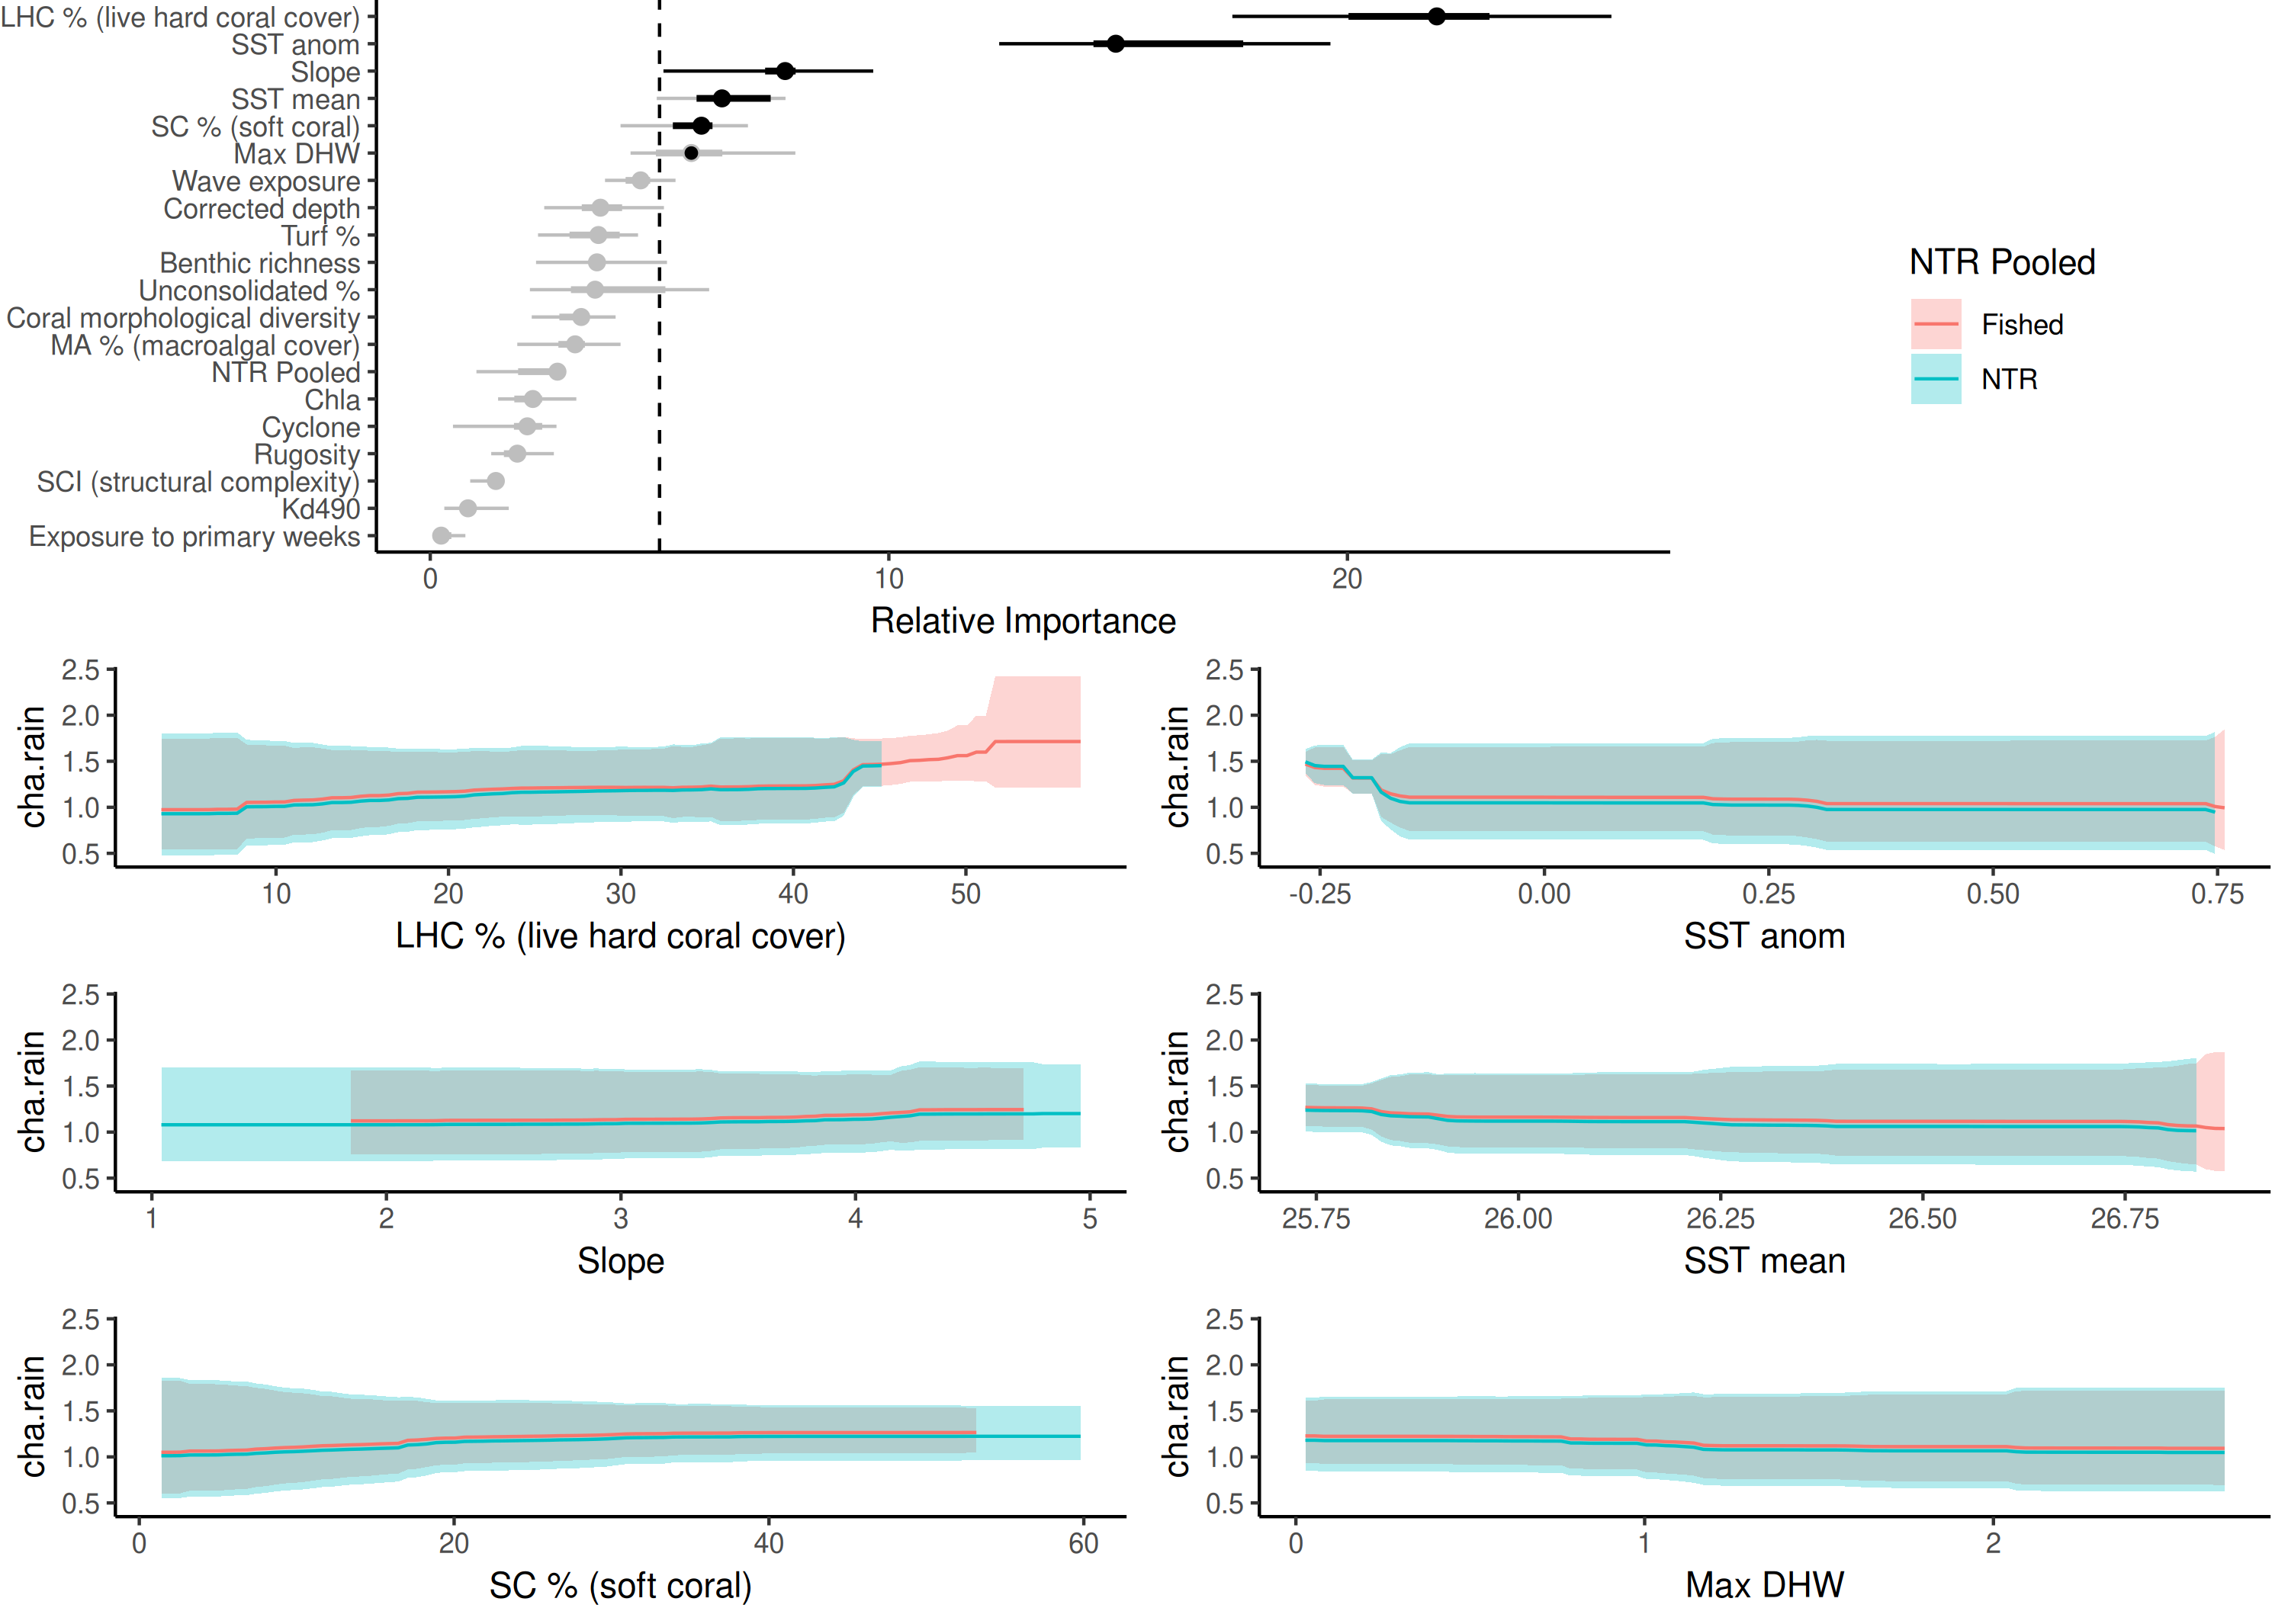 LHC % (live hard coral cover)
SST anom
Slope
SST mean
SC % (soft coral)
Max DHW
Wave exposure
Corrected depth
Turf %
Benthic richness
Unconsolidated %
Coral morphological diversity
MA % (macroalgal cover)
NTR Pooled
Chla
Cyclone
Rugosity
SCI (structural complexity)
Kd490
Exposure to primary weeks
0 10 20
Relative Importance
NTR Pooled
Fished
NTR
2.5
2.0
1.5
1.0
0.5
cha.rain
10 20 30 40 50
LHC % (live hard coral cover)
2.5
2.0
1.5
1.0
0.5
cha.rain
-0.25 0.00 0.25 0.50 0.75
SST anom
2.5
2.0
1.5
1.0
0.5
cha.rain
1 2 3 4 5
Slope
2.5
2.0
1.5
1.0
0.5
cha.rain
25.75 26.00 26.25 26.50 26.75
SST mean
2.5
2.0
1.5
1.0
0.5
cha.rain
0 20 40 60
SC % (soft coral)
2.5
2.0
1.5
1.0
0.5
cha.rain
0 1 2
Max DHW